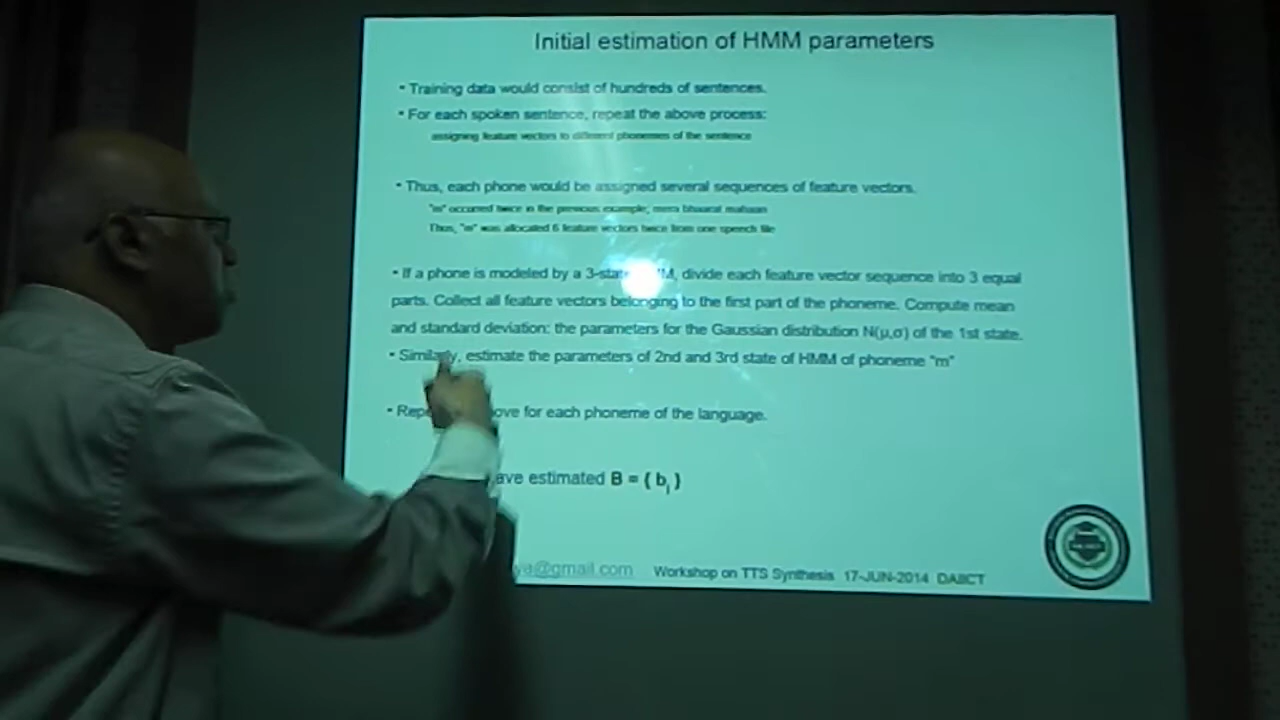 Initial estimation of HMM parameters
• Training data would consist of hundreds of sentences.
• For each spoken sentence, repeat the above process:
assigning feature vectors to different phonemes of the sentence
• Thus, each phone would be assigned several sequences of feature vectors.
"m" occurred twice in the previous example; mera bhaarat mahaan
Thus, "m" was allocated 6 feature vectors twice from one speech file
• If a phone is modeled by a 3-state HMM, divide each feature vector sequence into 3 equal
parts. Collect all feature vectors belonging to the first part of the phoneme. Compute mean
and standard deviation: the parameters for the Gaussian distribution N(μ,σ) of the 1st state.
• Similarly, estimate the parameters of 2nd and 3rd state of HMM of phoneme "m"
• Repe ove for each phoneme of the language.
ave estimated B = { bj }
@gmail.com Workshop on TTS Synthesis 17-JUN-2014 DAIICT